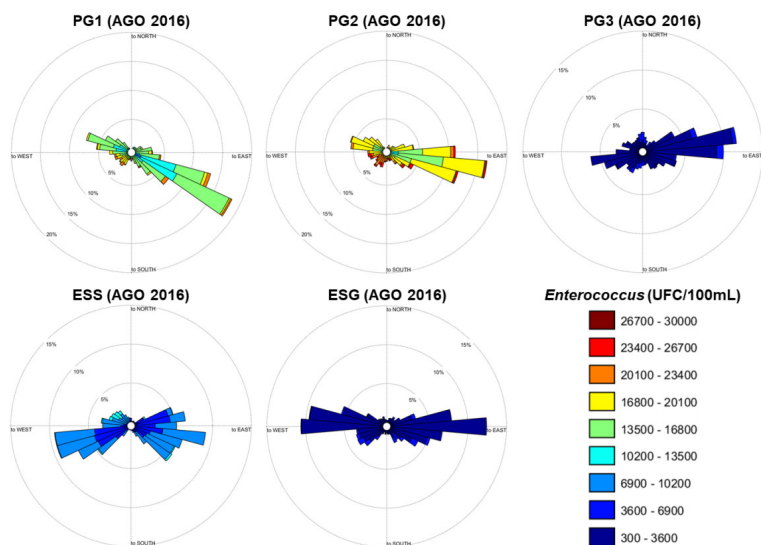 PG1 (AGO 2016)
to NORTH
to WEST
to EAST
5%
10%
15%
20%
to SOUTH
PG2 (AGO 2016)
to NORTH
to WEST
to EAST
5%
10%
15%
to SOUTH
PG3 (AGO 2016)
to NORTH
15%
10%
5%
to WEST
to EAST
to SOUTH
ESS (AGO 2016)
to NORTH
15%
10%
5%
to WEST
to EAST
to SOUTH
ESG (AGO 2016)
to NORTH
15%
10%
5%
to WEST
to EAST
to SOUTH
Enterococcus (UFC/100mL)
26700 - 30000
23400 - 26700
20100 - 23400
16800 - 20100
13500 - 16800
10200 - 13500
6900 - 10200
3600 - 6900
300 - 3600